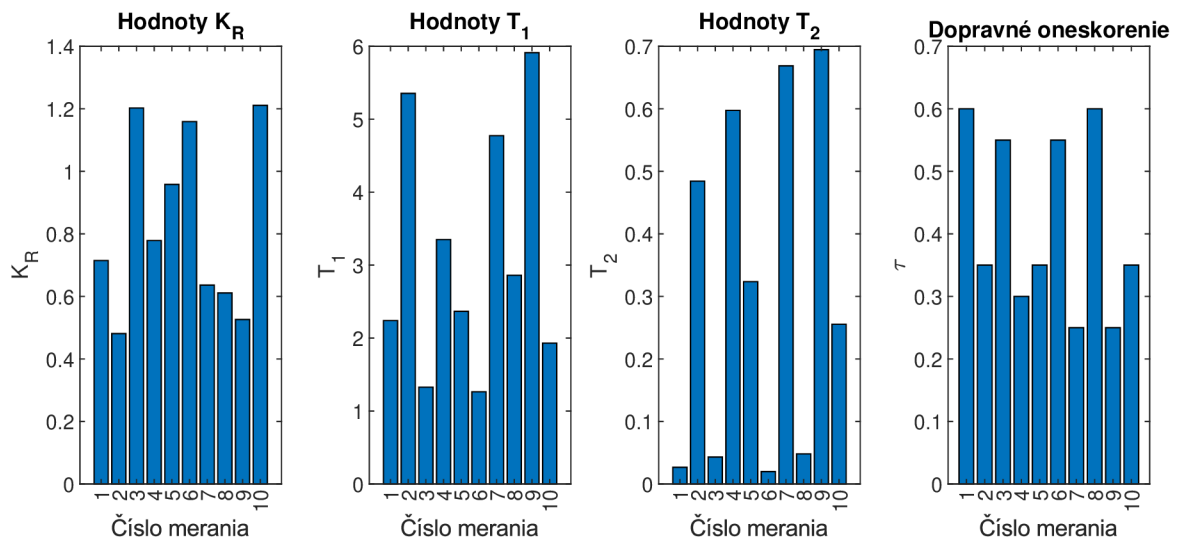 Hodnoty K_R
1.4
1.2
1
0.8
0.6
0.4
0.2
0
K_R
1 2 3 4 5 6 7 8 9 10
Číslo merania
Hodnoty T_1
6
5
4
3
2
1
0
T_1
1 2 3 4 5 6 7 8 9 10
Číslo merania
Hodnoty T_2
0.7
0.6
0.5
0.4
0.3
0.2
0.1
0
T_2
1 2 3 4 5 6 7 8 9 10
Číslo merania
Dopravné oneskorenie
0.7
0.6
0.5
0.4
0.3
0.2
0.1
0
τ
1 2 3 4 5 6 7 8 9 10
Číslo merania